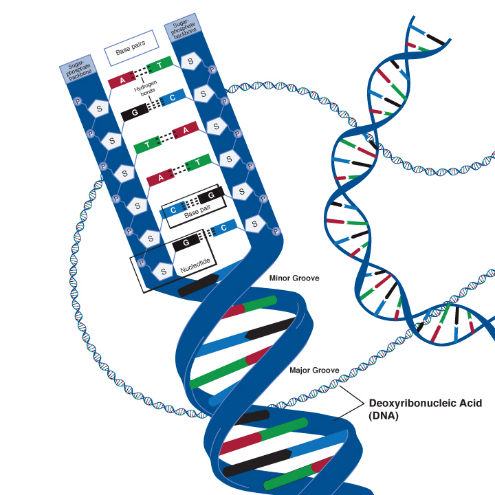 Sugar
phosphate
backbone
Base pairs
Sugar
phosphate
backbone
A T
Hydrogen
bonds
G C
T A
A T
C G
Base pair
G C
Nucleotide
P P P P P P
S S S S S S
S S S S S S
P P P P P P
Minor Groove
Major Groove
Deoxyribonucleic Acid
(DNA)